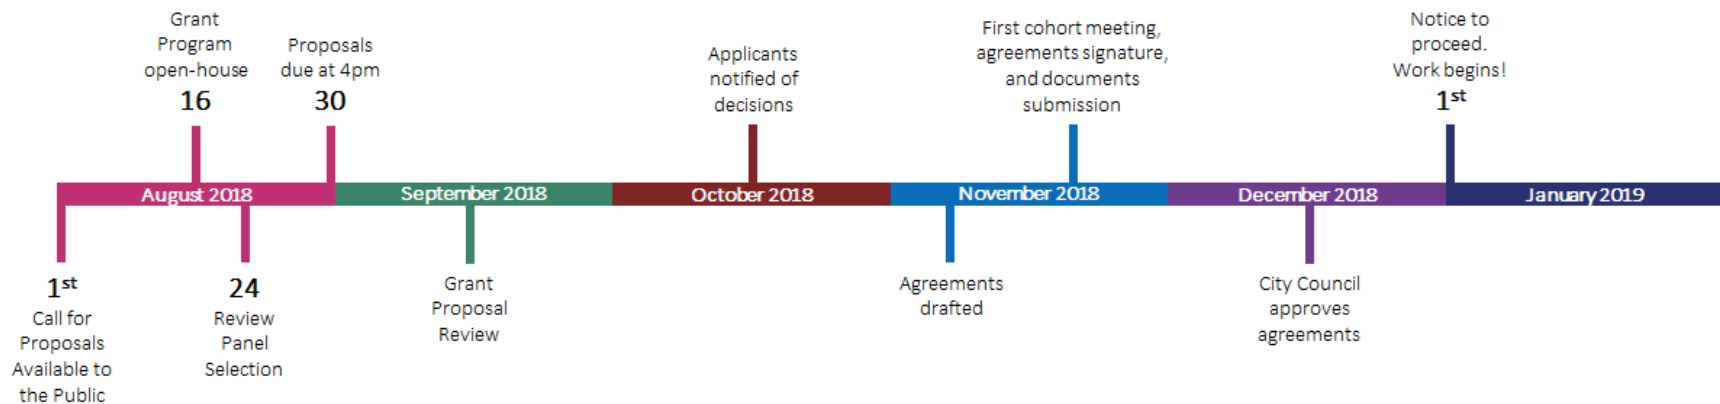 Grant
Program
open-house
16
Proposals
due at 4pm
30
Applicants
notified of
decisions
First cohort meeting,
agreements signature,
and documents
submission
Notice to
proceed.
Work begins!
1st
August 2018
September 2018
October 2018
November 2018
December 2018
January 2019
1st
Call for
Proposals
Available to
the Public
24
Review
Panel
Selection
Grant
Proposal
Review
Agreements
drafted
City Council
approves
agreements